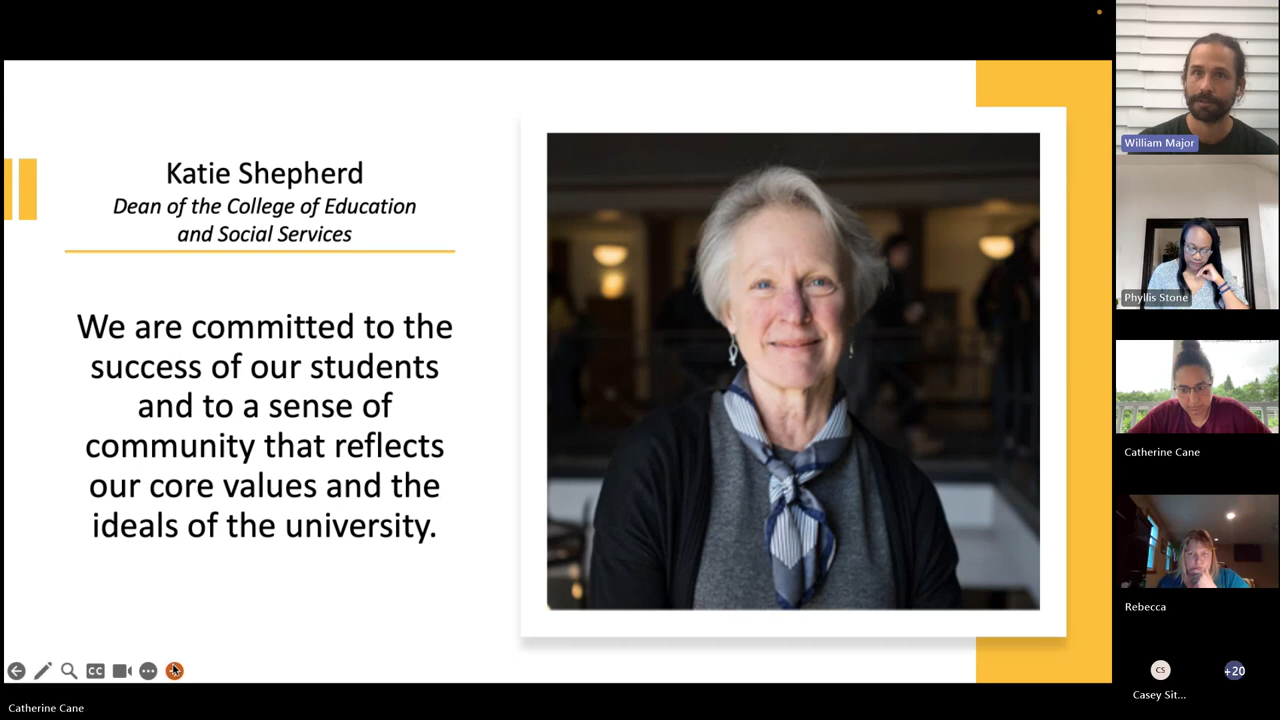 Katie Shepherd
Dean of the College of Education
and Social Services
We are committed to the
success of our students
and to a sense of
community that reflects
our core values and the
ideals of the university.
CC
Catherine Cane
William Major
Phyllis Stone
Catherine Cane
Rebecca
CS
+20
Casey Sit...